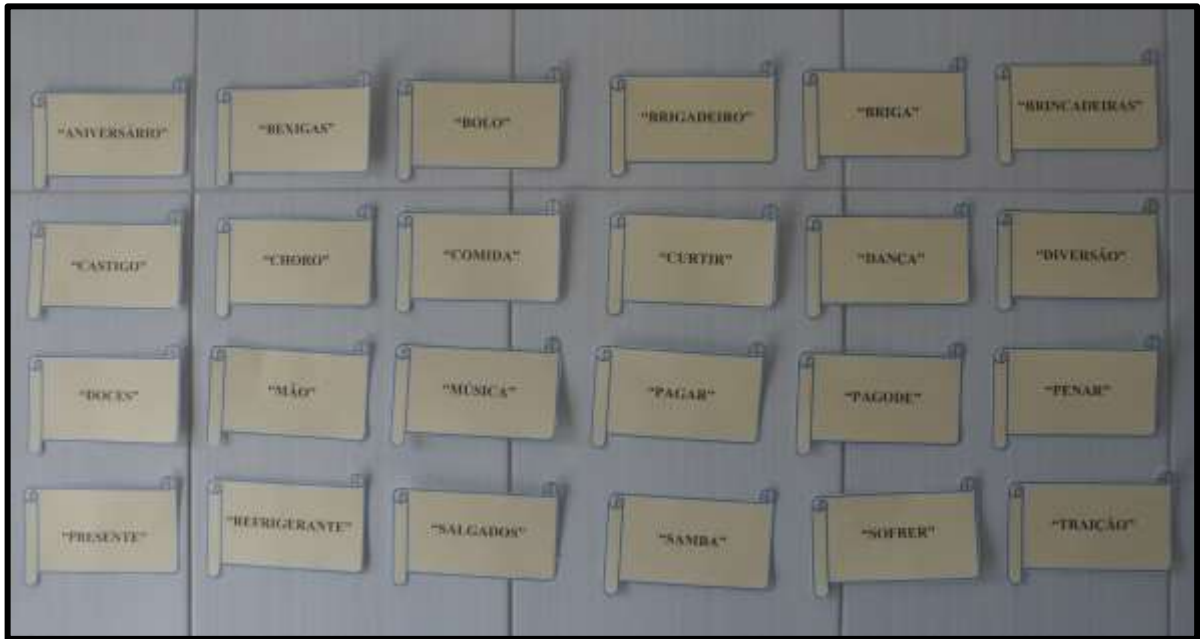 “ANIVERSÁRIO”
“BEXIGAS”
“BOLO”
“BRIGADEIRO”
“BRIGA”
“BRINCADEIRAS”
“CASTIGO”
“CHORO”
“COMIDA”
“CURTIR”
“DANÇA”
“DIVERSÃO”
“DOCES”
“MÃO”
“MÚSICA”
“PAGAR”
“PAGODE”
“PENAR”
“PRESENTE”
“REFRIGERANTE”
“SALGADOS”
“SAMBA”
“SOFRER”
“TRAIÇÃO”